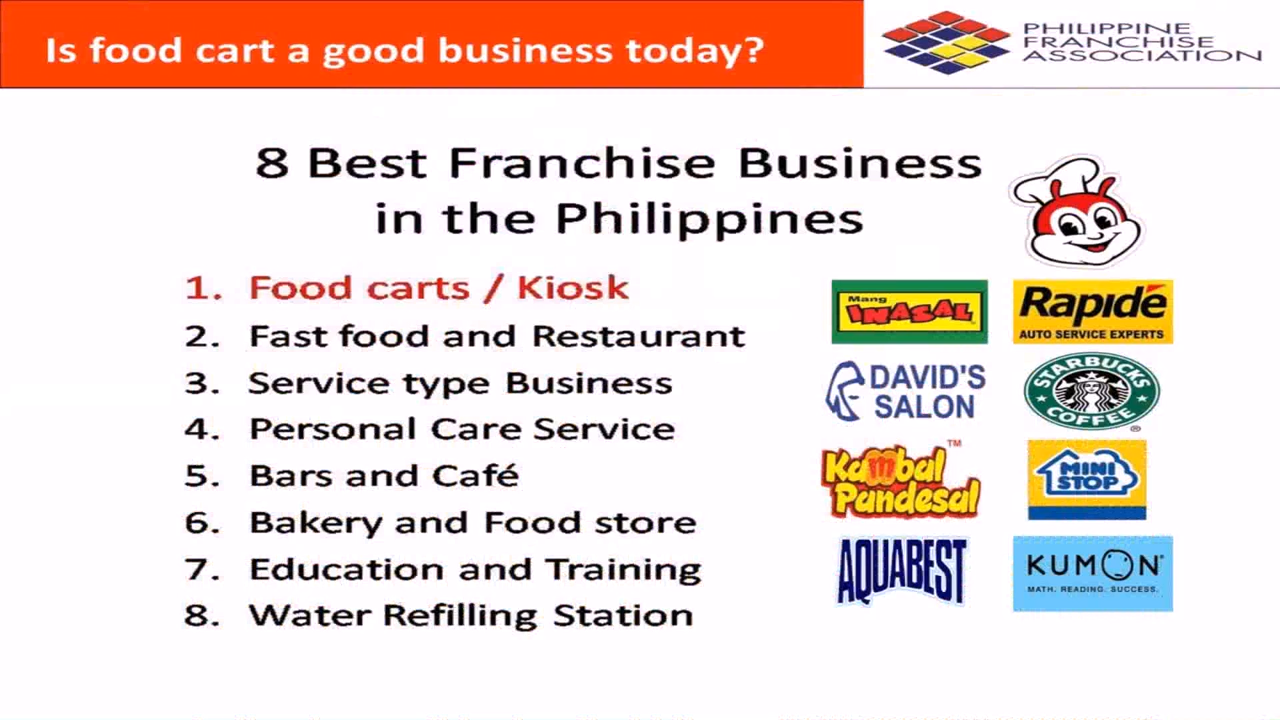 Is food cart a good business today?
PHILIPPINE
FRANCHISE
ASSOCIATION
8 Best Franchise Business
in the Philippines
1. Food carts / Kiosk
2. Fast food and Restaurant
3. Service type Business
4. Personal Care Service
5. Bars and Café
6. Bakery and Food store
7. Education and Training
8. Water Refilling Station
Mang
INASAL
Rapidé
AUTO SERVICE EXPERTS
DAVID'S
SALON
STARBUCKS
COFFEE
®
Kambal
Pandesal
TM
MINI
STOP
AQUABEST
KUMON
MATH. READING. SUCCESS.